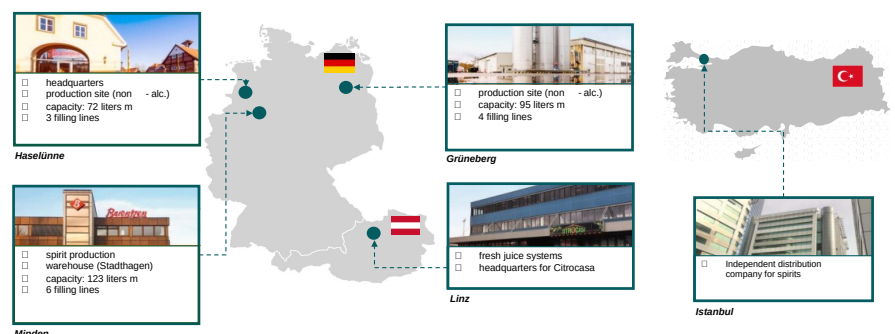 headquarters
production site (non - alc.)
capacity: 72 liters m
3 filling lines
Haselünne
production site (non - alc.)
capacity: 95 liters m
4 filling lines
Grüneberg
Berentzen
spirit production
warehouse (Stadthagen)
capacity: 123 liters m
6 filling lines
Minden
fresh juice systems
headquarters for Citrocasa
Linz
Independent distribution
company for spirits
Istanbul